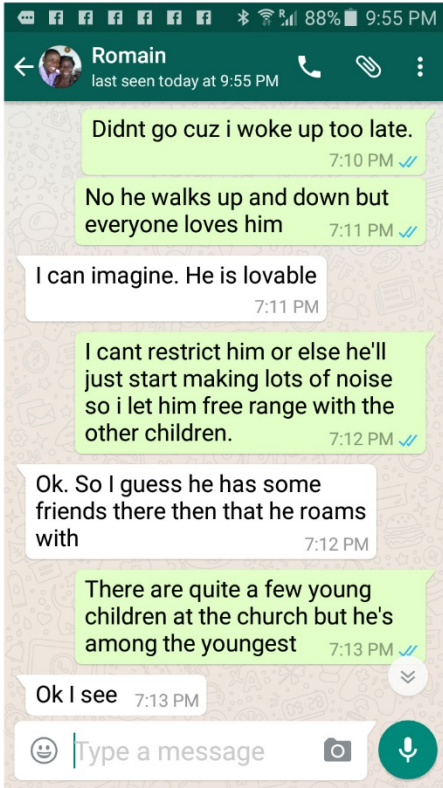 88% 9:55 PM
Romain
last seen today at 9:55 PM
Didnt go cuz i woke up too late.
7:10 PM
No he walks up and down but
everyone loves him 7:11 PM
I can imagine. He is lovable
7:11 PM
I cant restrict him or else he'll
just start making lots of noise
so i let him free range with the
other children. 7:12 PM
Ok. So I guess he has some
friends there then that he roams
with 7:12 PM
There are quite a few young
children at the church but he's
among the youngest 7:13 PM
Ok I see 7:13 PM
Type a message